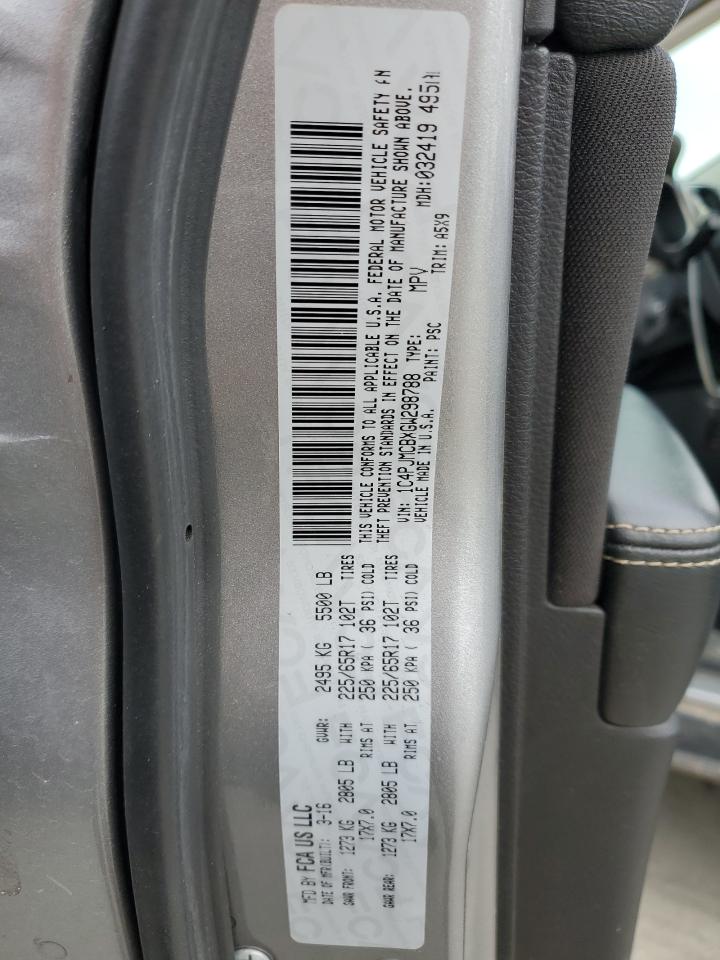 MFD BY FCA US LLC
DATE OF MFR(BUILT): 3-16 GVWR: 2495 KG 5500 LB
GAWR FRONT: 1273 KG 2805 LB WITH 225/65R17 102T TIRES
17X7.0 RIMS AT 250 KPA ( 36 PSI) COLD
GAWR REAR: 1273 KG 2805 LB WITH 225/65R17 102T TIRES
17X7.0 RIMS AT 250 KPA ( 36 PSI) COLD
THIS VEHICLE CONFORMS TO ALL APPLICABLE U.S.A. FEDERAL MOTOR VEHICLE SAFETY
THEFT PREVENTION STANDARDS IN EFFECT ON THE DATE OF MANUFACTURE SHOWN ABOVE.
VIN: 1C4PJMCBXGW298788 TYPE: MPV MDH:032419 495
VEHICLE MADE IN U.S.A. PAINT: PSC TRIM: A5X9